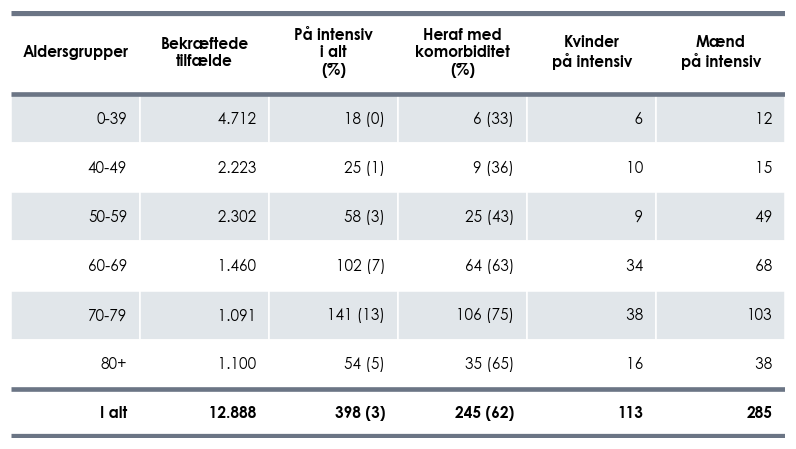 Aldersgrupper Bekræftede tilfælde På intensiv i alt (%) Heraf med komorbiditet (%) Kvinder på intensiv Mænd på intensiv
0-39 4.712 18 (0) 6 (33) 6 12
40-49 2.223 25 (1) 9 (36) 10 15
50-59 2.302 58 (3) 25 (43) 9 49
60-69 1.460 102 (7) 64 (63) 34 68
70-79 1.091 141 (13) 106 (75) 38 103
80+ 1.100 54 (5) 35 (65) 16 38
I alt 12.888 398 (3) 245 (62) 113 285